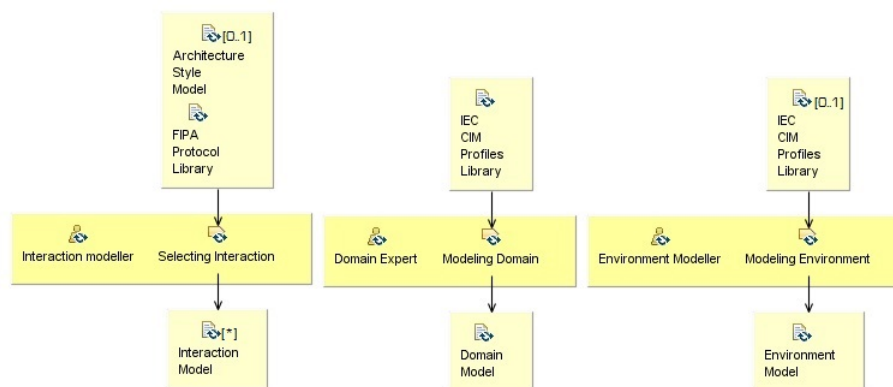 [0..1]
Architecture
Style
Model
FIPA
Protocol
Library
Interaction modeller
Selecting Interaction
[*]
Interaction
Model
IEC
CIM
Profiles
Library
Domain Expert
Modeling Domain
Domain
Model
[0..1]
IEC
CIM
Profiles
Library
Environment Modeller
Modeling Environment
Environment
Model